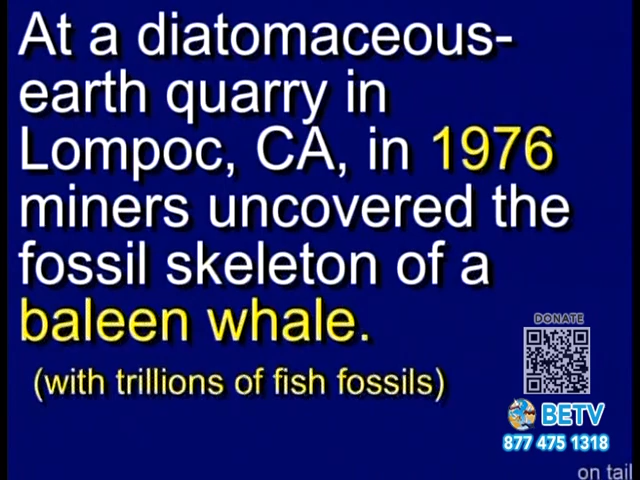 At a diatomaceous-
earth quarry in
Lompoc, CA, in 1976
miners uncovered the
fossil skeleton of a
baleen whale.
(with trillions of fish fossils)
DONATE
BETV
877 475 1318
on tail